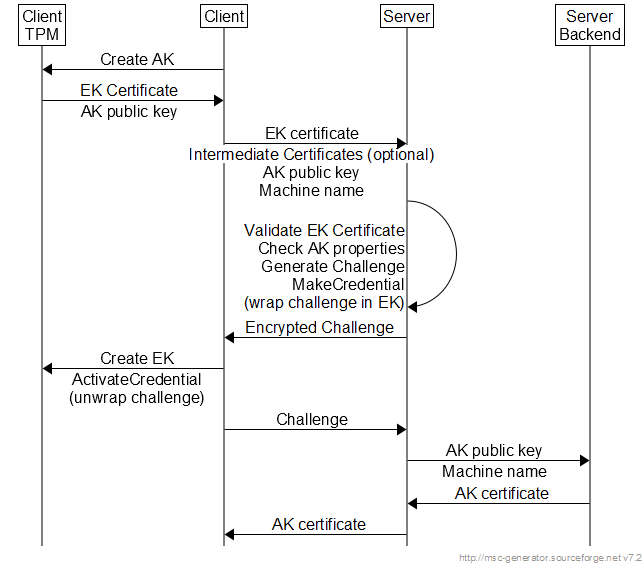 Client
TPM
Client
Server
Server
Backend
Create AK
EK Certificate
AK public key
EK certificate
Intermediate Certificates (optional)
AK public key
Machine name
Validate EK Certificate
Check AK properties
Generate Challenge
MakeCredential
(wrap challenge in EK)
Encrypted Challenge
Create EK
ActivateCredential
(unwrap challenge)
Challenge
AK public key
Machine name
AK certificate
AK certificate
http://msc-generator.sourceforge.net v7.2